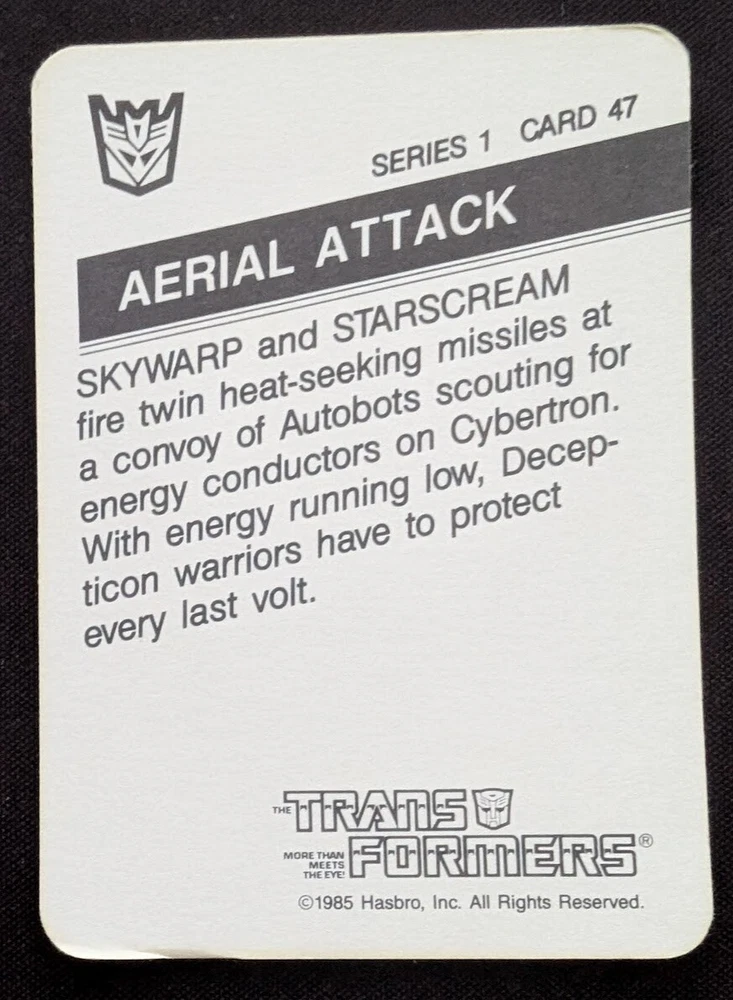 SERIES 1 CARD 47
AERIAL ATTACK
SKYWARP and STARSCREAM
fire twin heat-seeking missiles at
a convoy of Autobots scouting for
energy conductors on Cybertron.
With energy running low, Decep-
ticon warriors have to protect
every last volt.
THE TRANS
FORMERS®
MORE THAN
MEETS
THE EYE!
©1985 Hasbro, Inc. All Rights Reserved.